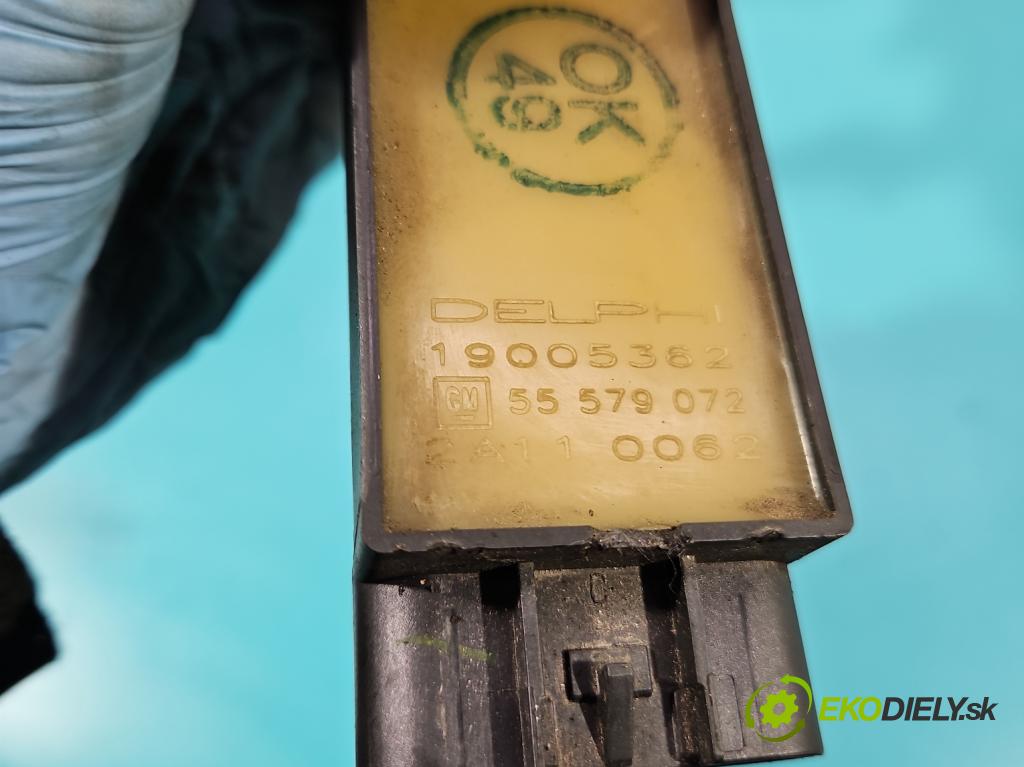 OK
49
DELPHI
19005362
GM 55 579 072
2A11 0062
C
EKODIELY.sk